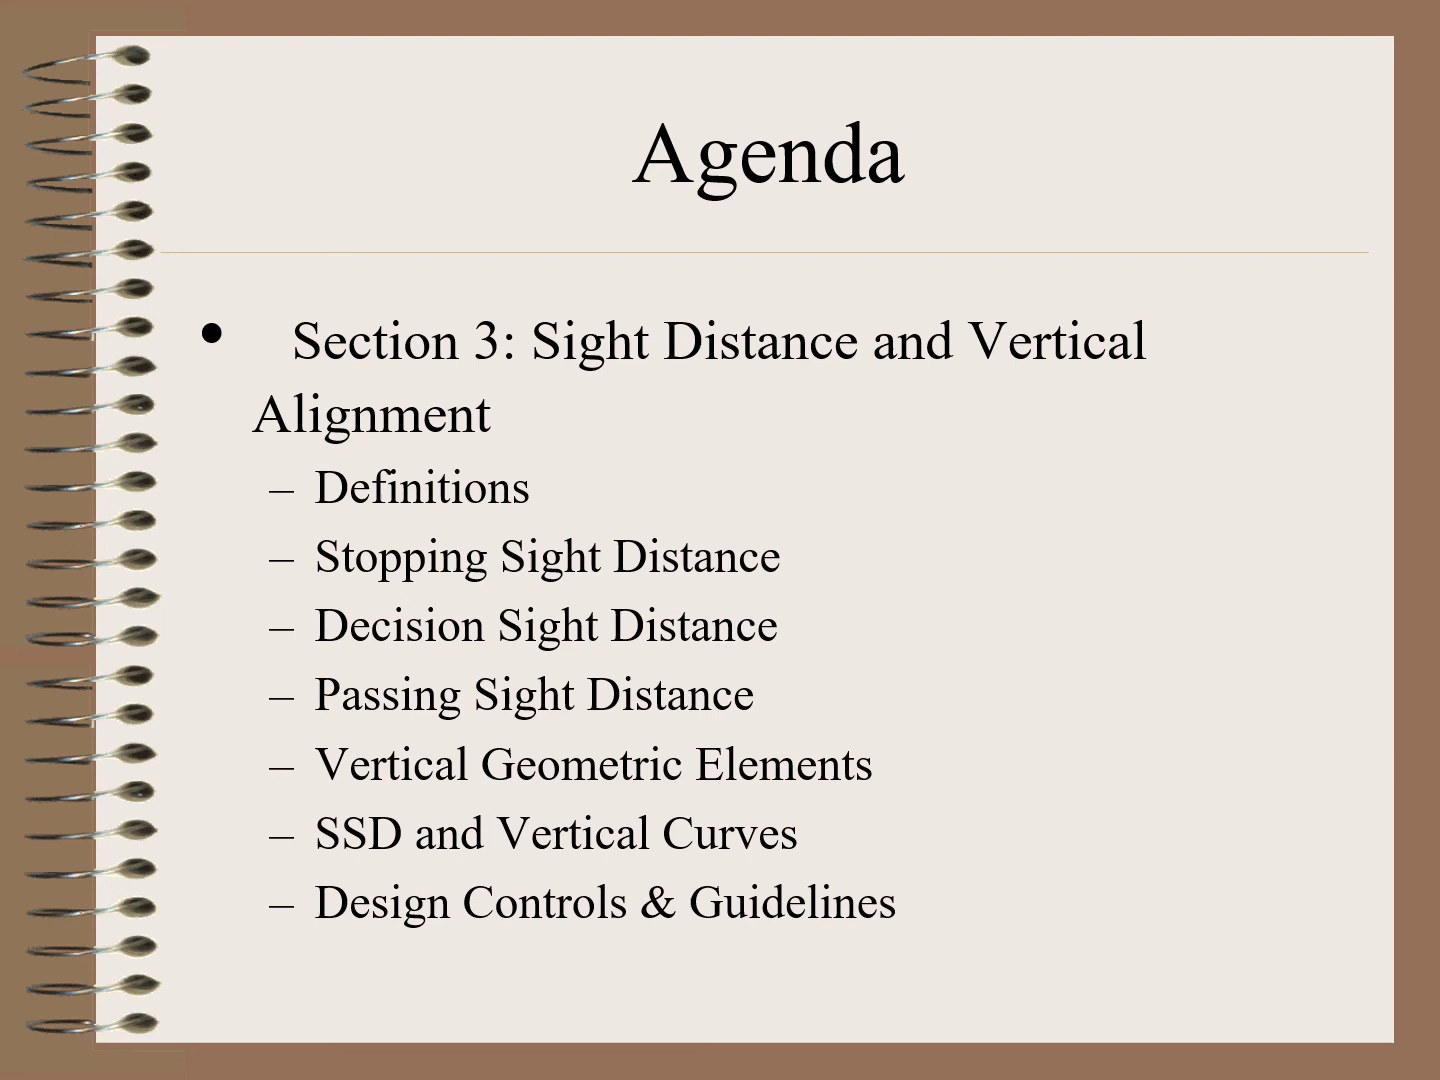 Agenda
• Section 3: Sight Distance and Vertical
Alignment
– Definitions
– Stopping Sight Distance
– Decision Sight Distance
– Passing Sight Distance
– Vertical Geometric Elements
– SSD and Vertical Curves
– Design Controls & Guidelines